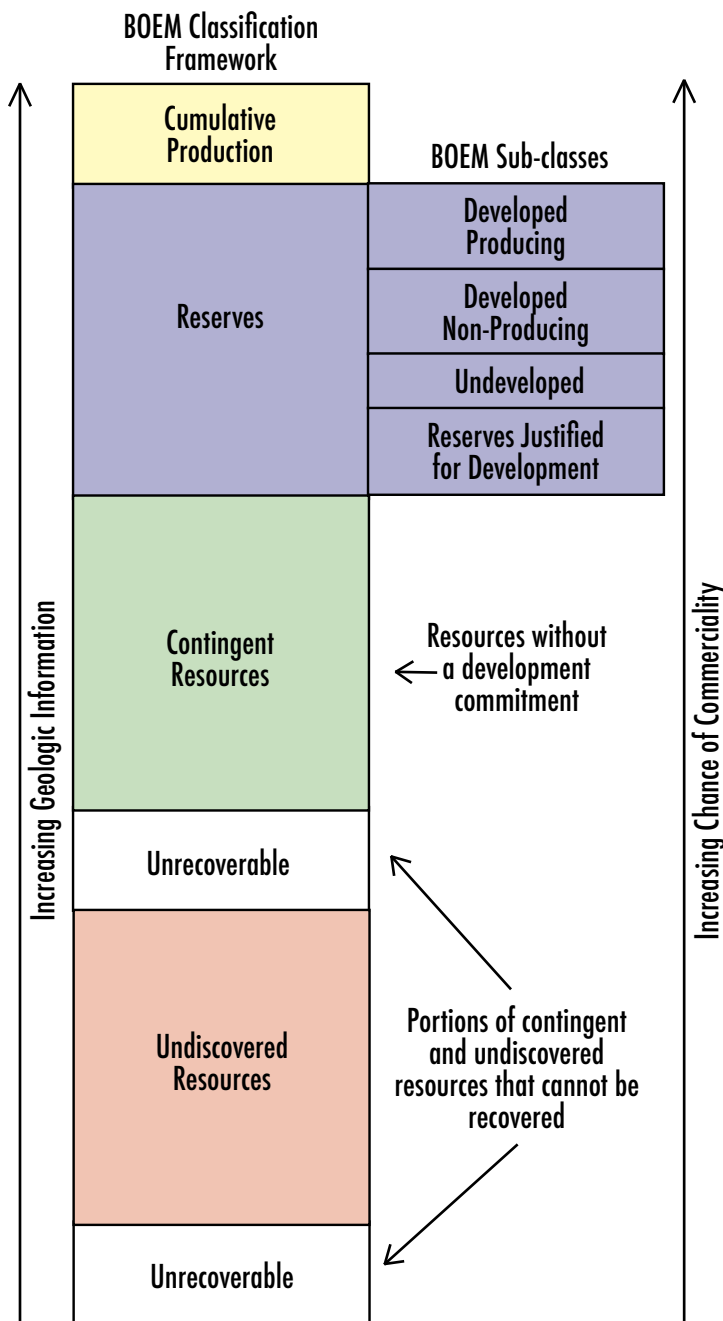 BOEM Classification
Framework
Cumulative
Production
BOEM Sub-classes
Developed
Producing
Developed
Non-Producing
Reserves
Undeveloped
Reserves Justified
for Development
Contingent
Resources
Resources without
a development
commitment
Unrecoverable
Undiscovered
Resources
Portions of contingent
and undiscovered
resources that cannot be
recovered
Unrecoverable
Increasing Geologic Information
Increasing Chance of Commerciality